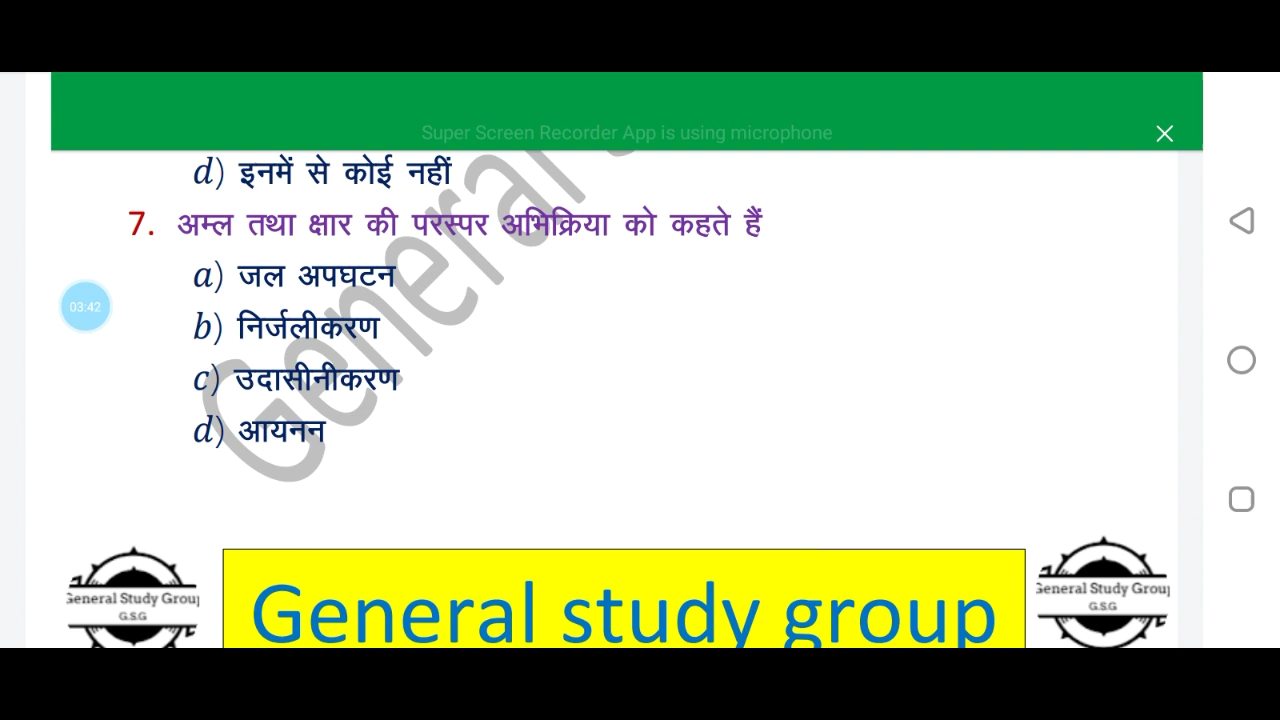 Super Screen Recorder App is using microphone
d) इनमें से कोई नहीं
7. अम्ल तथा क्षार की परस्पर अभिक्रिया को कहते हैं
a) जल अपघटन
03:42
b) निर्जलीकरण
c) उदासीनीकरण
d) आयनन
General
General Study Group
G.S.G
General study group
General Study Group
G.S.G